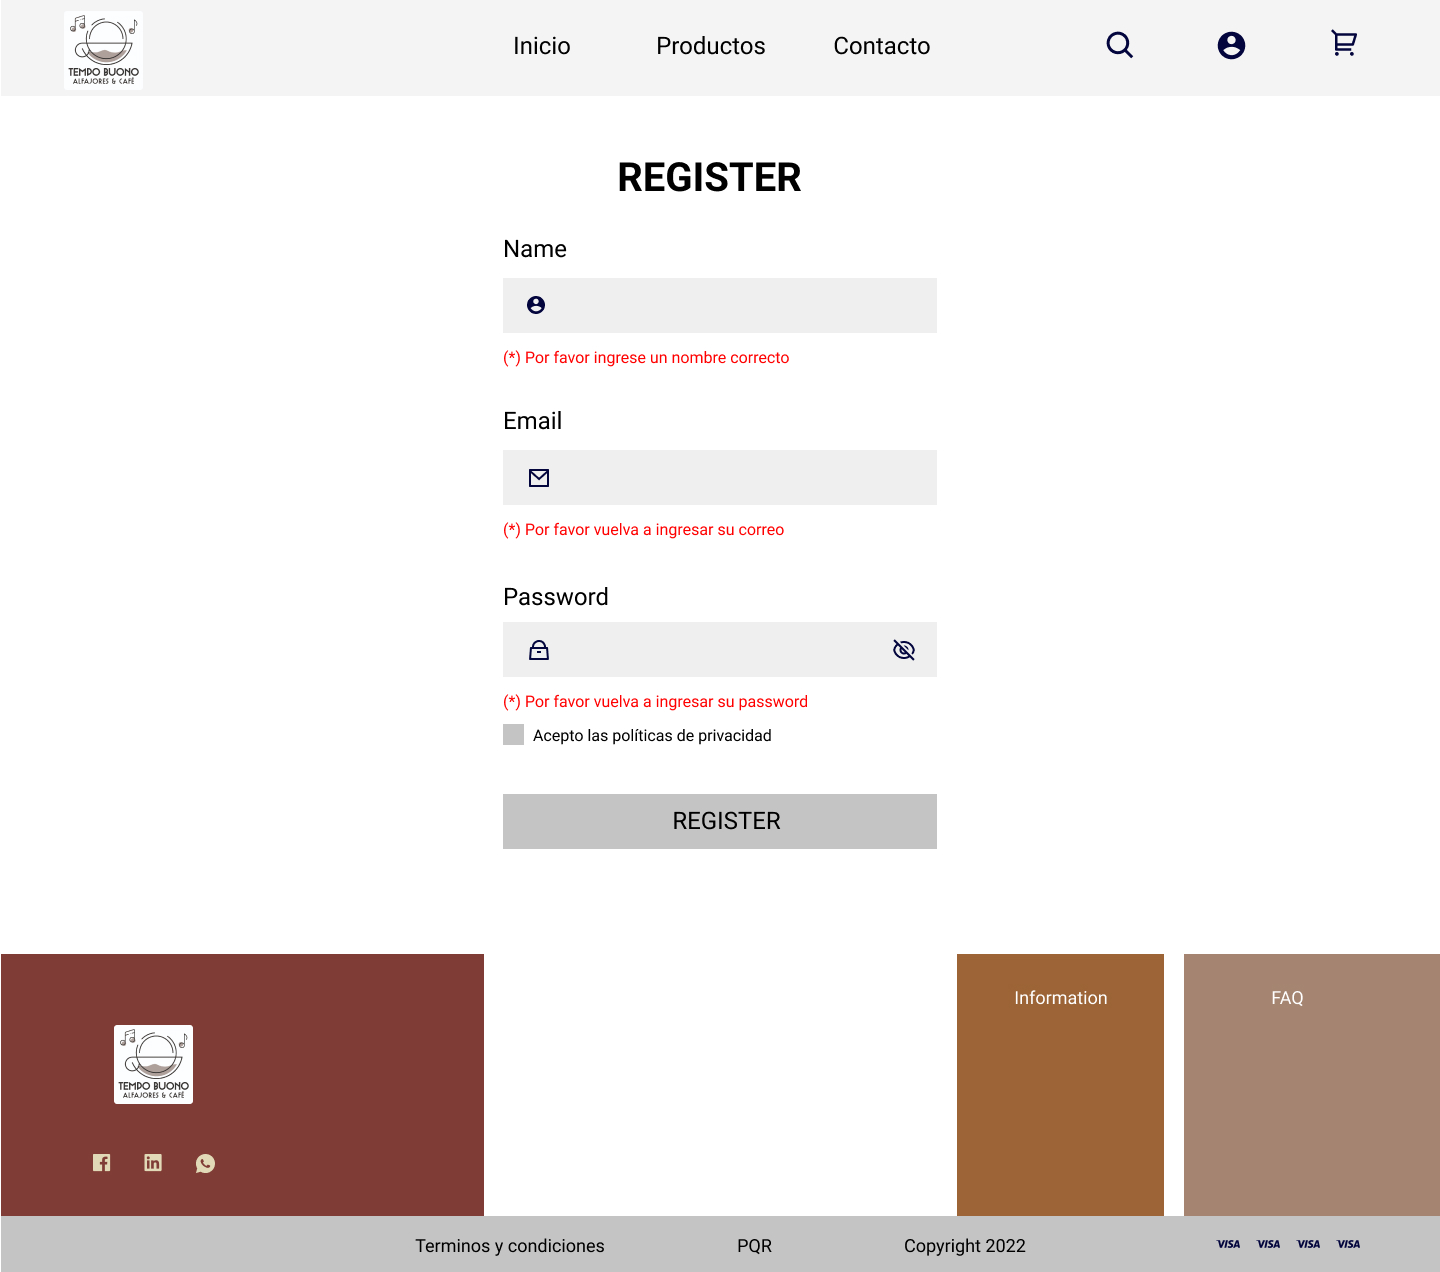 TEMPO BUONO
ALFAJORES & CAFÉ
Inicio
Productos
Contacto
REGISTER
Name
(*) Por favor ingrese un nombre correcto
Email
(*) Por favor vuelva a ingresar su correo
Password
(*) Por favor vuelva a ingresar su password
Acepto las políticas de privacidad
REGISTER
Information
FAQ
TEMPO BUONO
ALFAJORES & CAFÉ
Terminos y condiciones
PQR
Copyright 2022
VISA
VISA
VISA
VISA